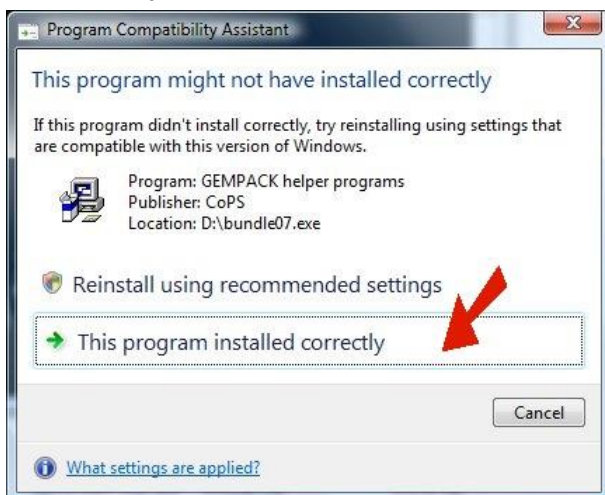 Program Compatibility Assistant
This program might not have installed correctly
If this program didn't install correctly, try reinstalling using settings that
are compatible with this version of Windows.
Program: GEMPACK helper programs
Publisher: CoPS
Location: D:\bundle07.exe
Reinstall using recommended settings
This program installed correctly
Cancel
What settings are applied?